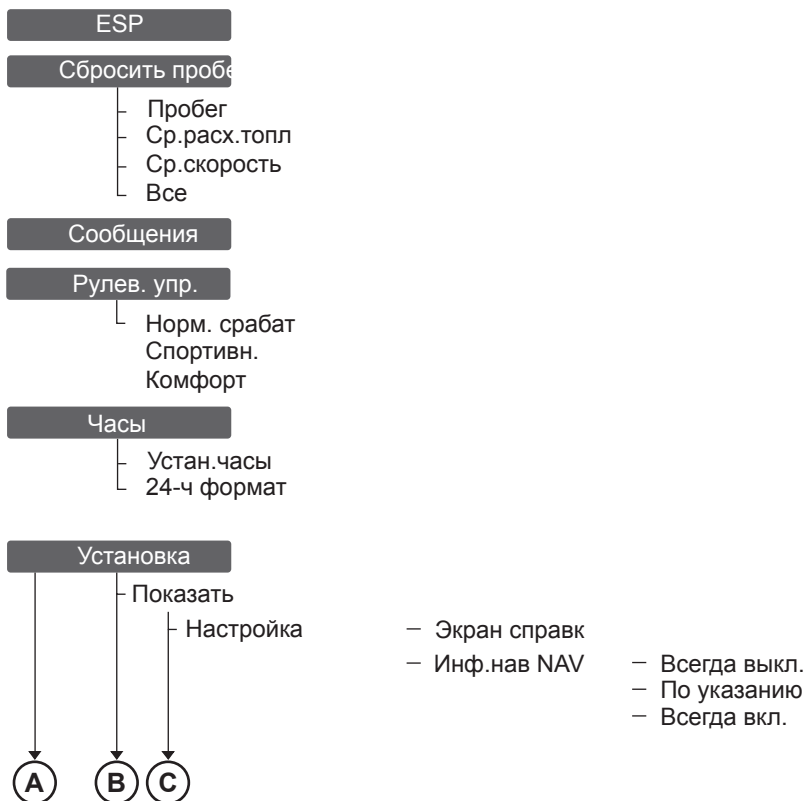 ESP
Сбросить пробе
Пробег
Ср.расх.топл
Ср.скорость
Все
Сообщения
Рулев. упр.
Норм. срабат
Спортивн.
Комфорт
Часы
Устан.часы
24-ч формат
Установка
Показать
Настройка
Экран справк
Инф.нав NAV
Всегда выкл.
По указанию
Всегда вкл.
A B C